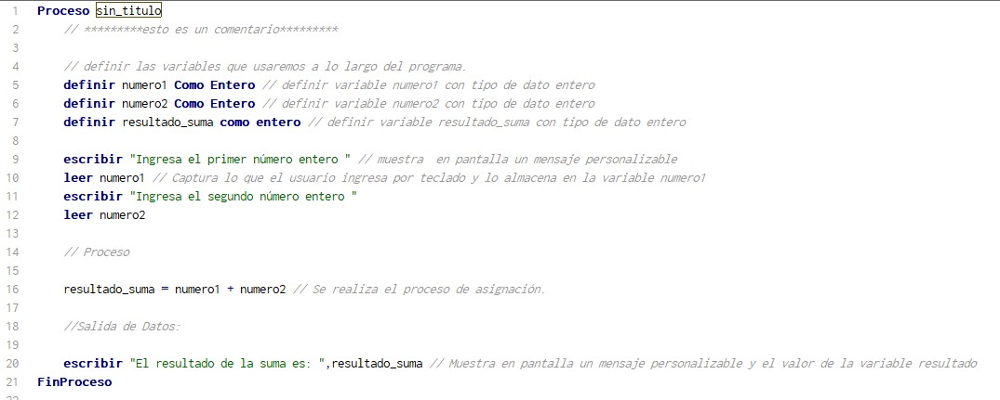 1 Proceso sin_titulo
2 // *********esto es un comentario*********
3
4 // definir las variables que usaremos a lo largo del programa.
5 definir numero1 Como Entero // definir variable numero1 con tipo de dato entero
6 definir numero2 Como Entero // definir variable numero2 con tipo de dato entero
7 definir resultado_suma como entero // definir variable resultado_suma con tipo de dato entero
8
9 escribir "Ingresa el primer número entero " // muestra  en pantalla un mensaje personalizable
10 leer numero1 // Captura lo que el usuario ingresa por teclado y lo almacena en la variable numero1
11 escribir "Ingresa el segundo número entero "
12 leer numero2
13
14 // Proceso
15
16 resultado_suma = numero1 + numero2 // Se realiza el proceso de asignación.
17
18 //Salida de Datos:
19
20 escribir "El resultado de la suma es: ",resultado_suma // Muestra en pantalla un mensaje personalizable y el valor de la variable resultado
21 FinProceso